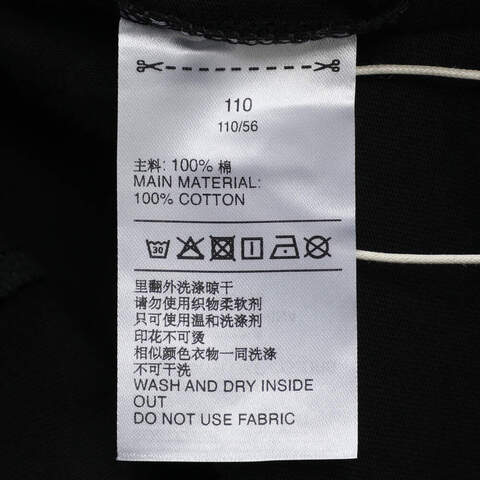 110
110/56
主料: 100% 棉
MAIN MATERIAL:
100% COTTON
30
里翻外洗涤晾干
请勿使用织物柔软剂
只可使用温和洗涤剂
印花不可烫
相似颜色衣物一同洗涤
不可干洗
WASH AND DRY INSIDE
OUT
DO NOT USE FABRIC